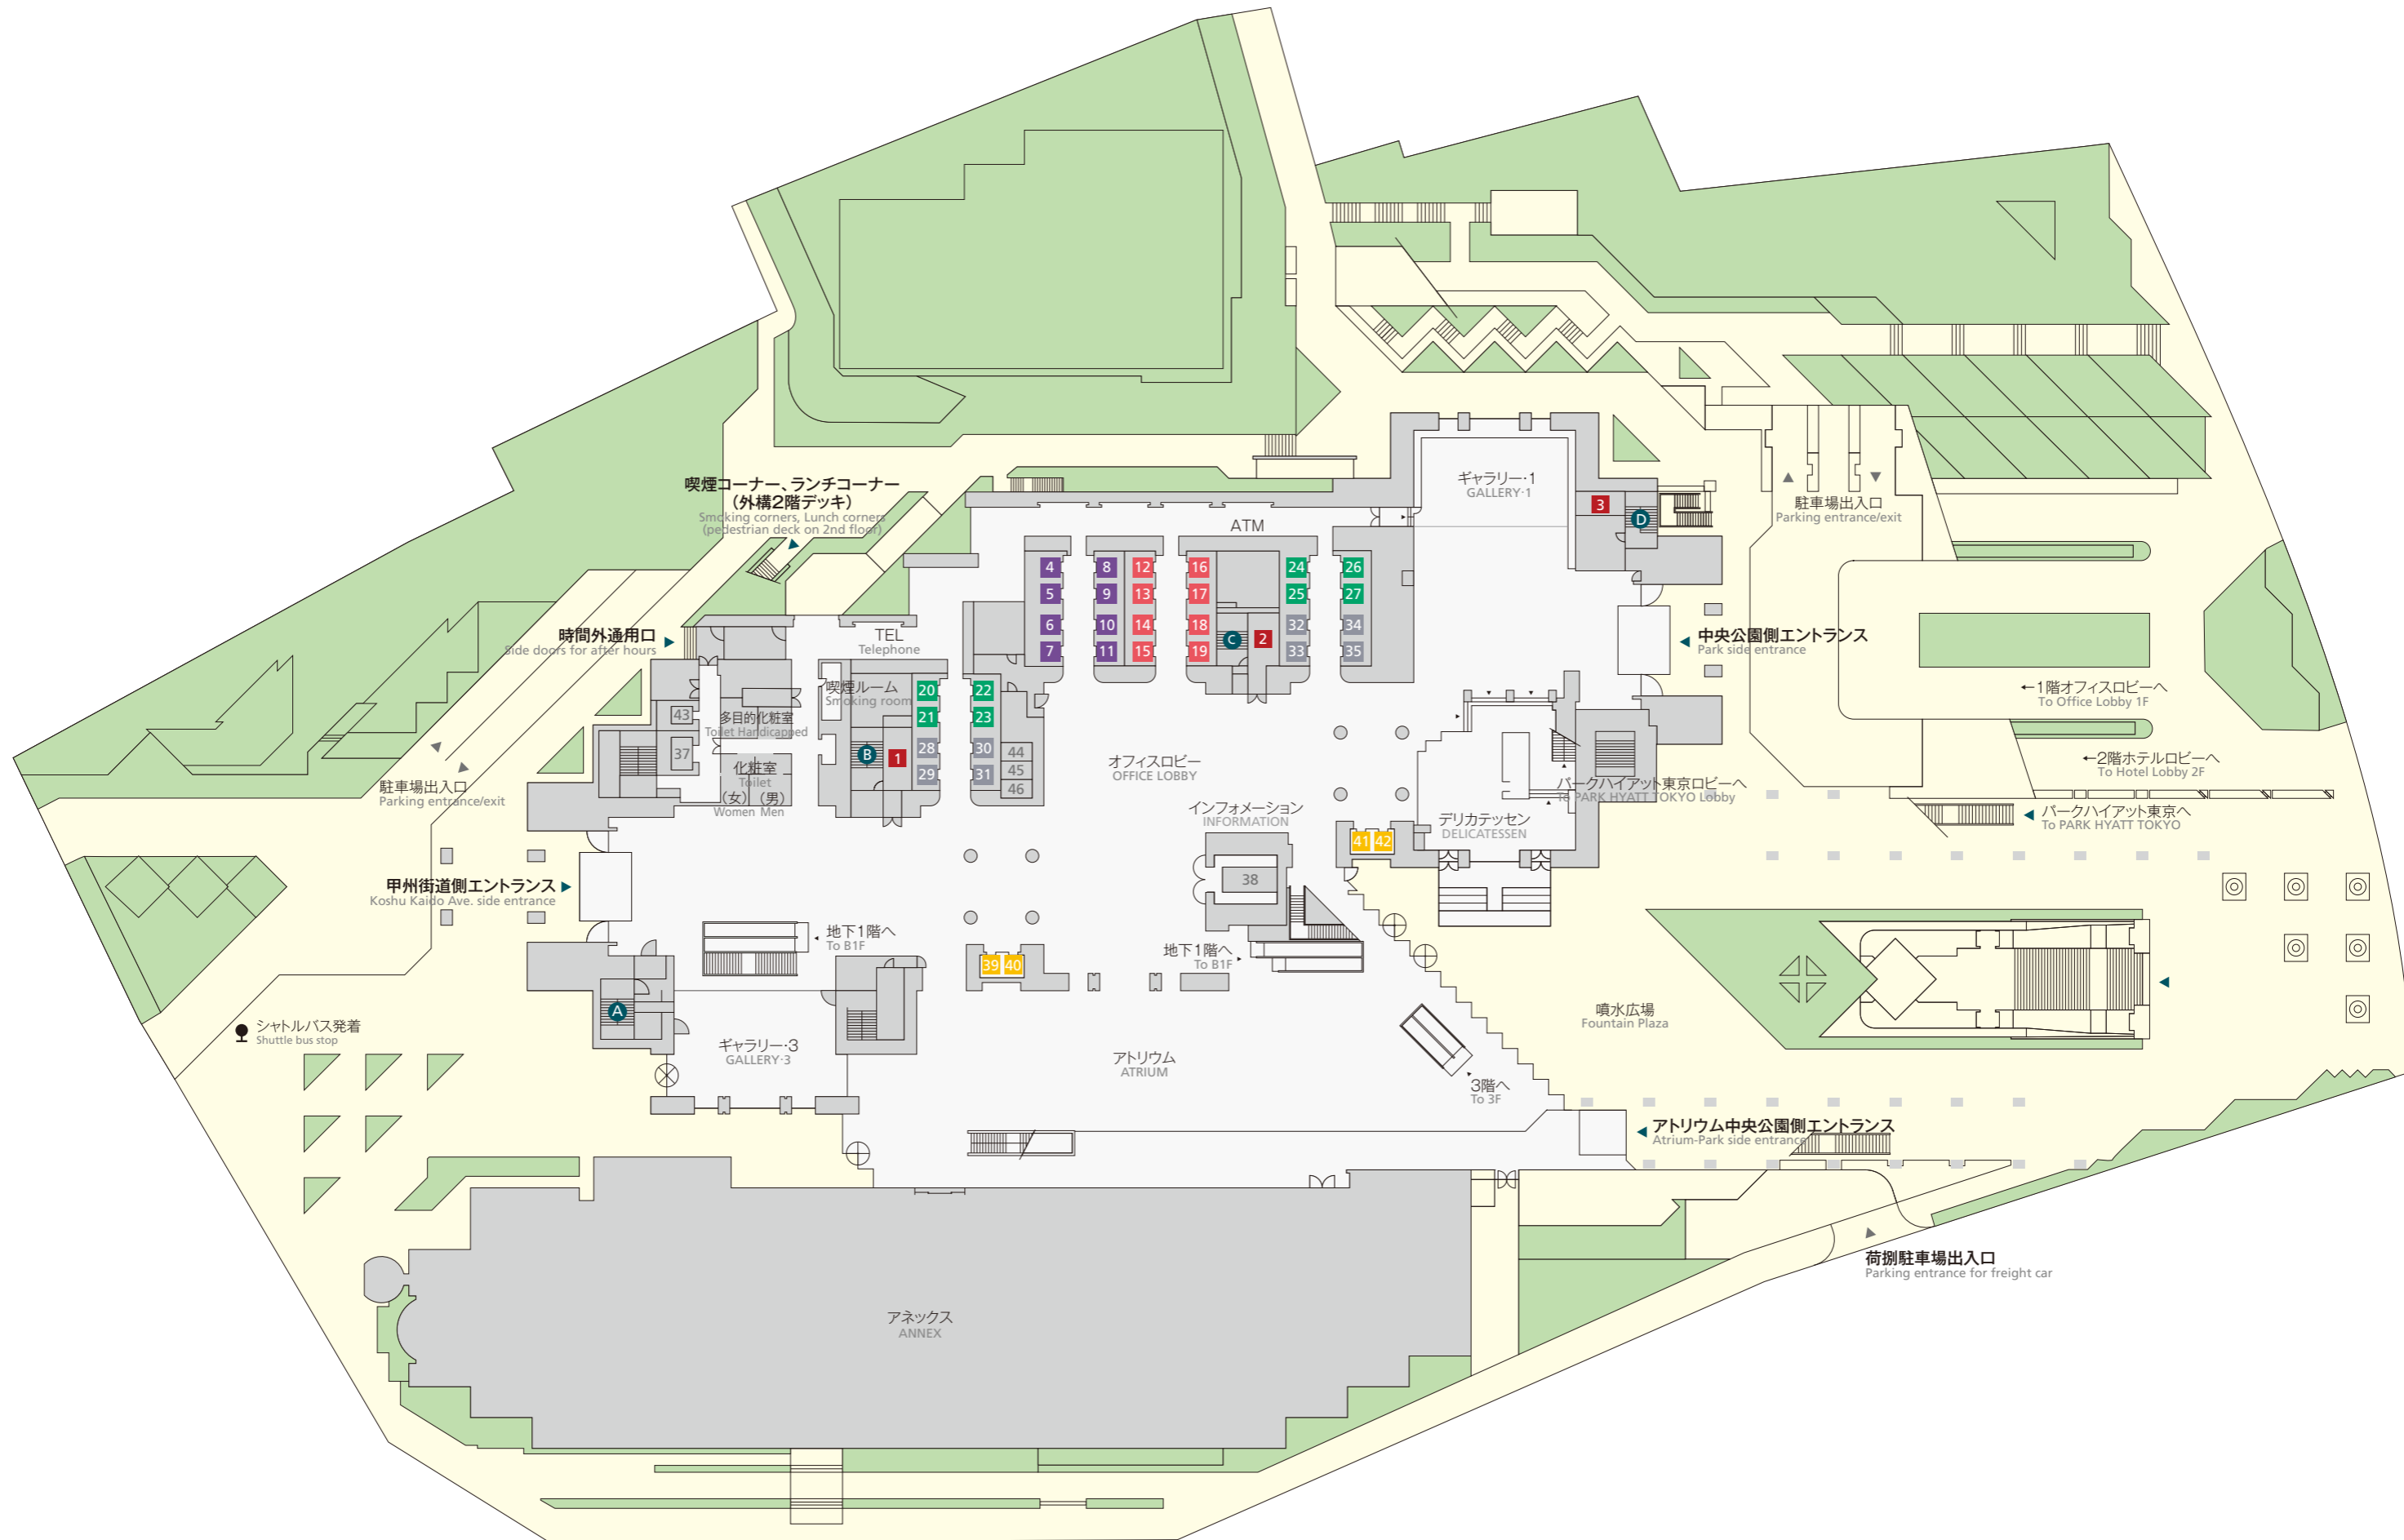 ギャラリー・1
GALLERY·1
3
D
駐車場出入口
Parking entrance/exit
喫煙コーナー、ランチコーナー
(外構2階デッキ)
Smoking corners, Lunch corners
(pedestrian deck on 2nd floor)
ATM
4
8
12
16
24
26
5
9
13
17
25
27
6
10
14
18
32
34
7
11
15
19
33
35
C
2
TEL
Telephone
時間外通用口
Side doors for after hours
中央公園側エントランス
Park side entrance
喫煙ルーム
Smoking room
多目的化粧室
Toilet Handicapped
20
22
21
23
28
30
29
31
43
37
B
1
44
45
46
化粧室
Toilet
(女)(男)
Women Men
←1階オフィスロビーへ
To Office Lobby 1F
←2階ホテルロビーへ
To Hotel Lobby 2F
オフィスロビー
OFFICE LOBBY
パークハイアット東京ロビーへ
To PARK HYATT TOKYO Lobby
駐車場出入口
Parking entrance/exit
インフォメーション
INFORMATION
デリカテッセン
DELICATESSEN
パークハイアット東京へ
To PARK HYATT TOKYO
41
42
38
甲州街道側エントランス
Koshu Kaido Ave. side entrance
地下1階へ
To B1F
地下1階へ
To B1F
39
40
A
シャトルバス発着
Shuttle bus stop
噴水広場
Fountain Plaza
ギャラリー・3
GALLERY·3
アトリウム
ATRIUM
3階へ
To 3F
アトリウム中央公園側エントランス
Atrium-Park side entrance
荷捌駐車場出入口
Parking entrance for freight car
アネックス
ANNEX